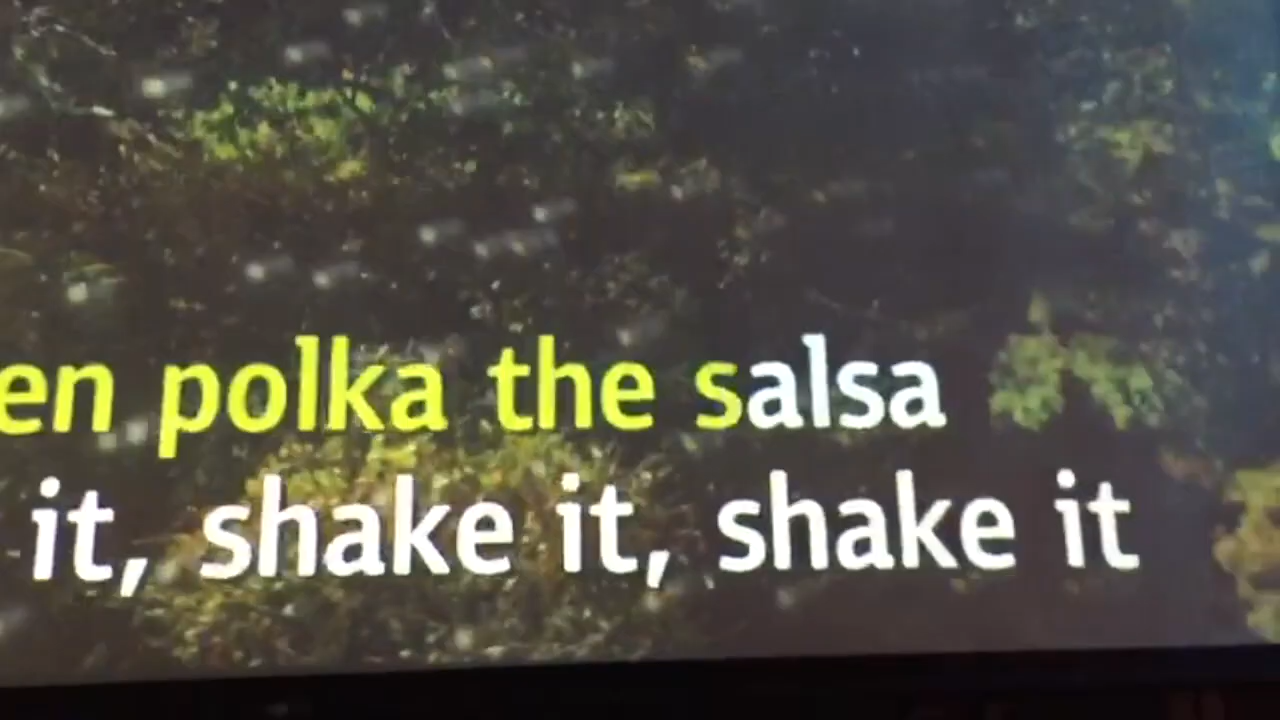 en polka the salsa
it, shake it, shake it